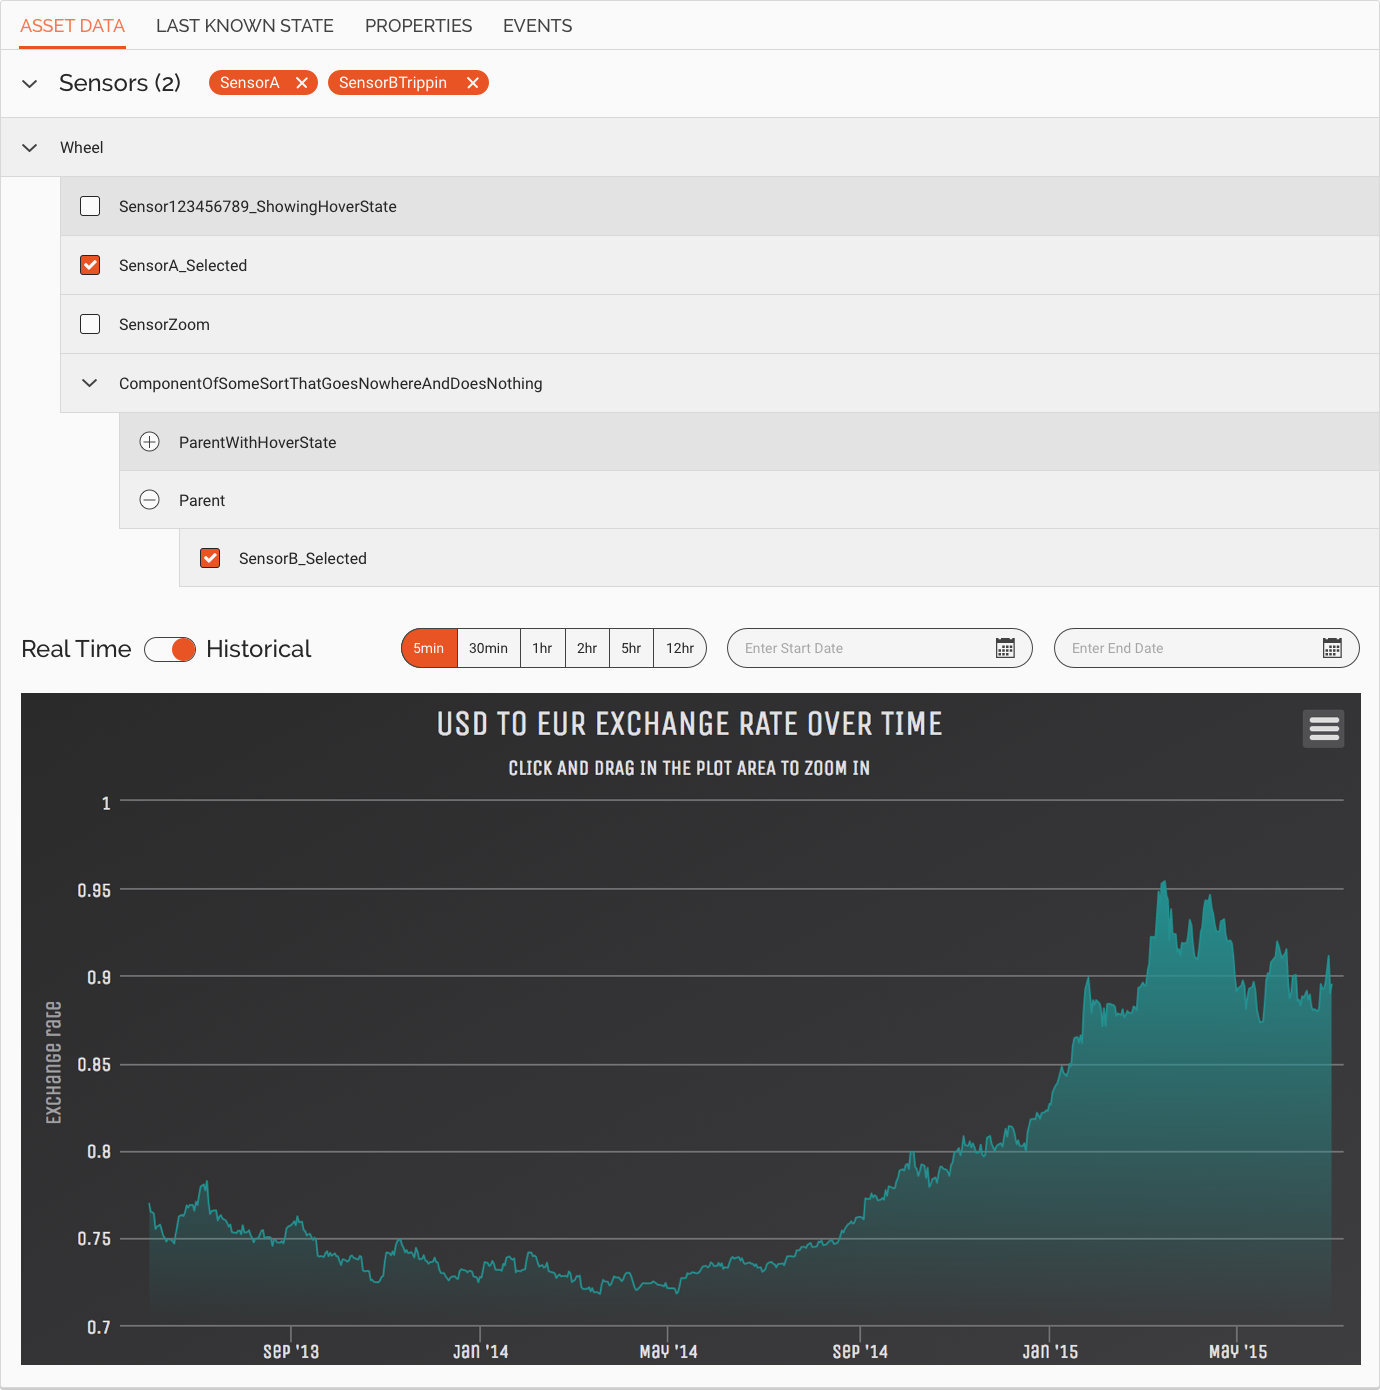 ASSET DATA LAST KNOWN STATE PROPERTIES EVENTS
Sensors (2) SensorA SensorBTrippin
Wheel
Sensor123456789_ShowingHoverState
SensorA_Selected
SensorZoom
ComponentOfSomeSortThatGoesNowhereAndDoesNothing
ParentWithHoverState
Parent
SensorB_Selected
Real Time Historical 5min 30min 1hr 2hr 5hr 12hr Enter Start Date Enter End Date
USD TO EUR EXCHANGE RATE OVER TIME
CLICK AND DRAG IN THE PLOT AREA TO ZOOM IN
1
0.95
0.9
Exchange rate
0.85
0.8
0.75
0.7
Sep '13 Jan '14 May '14 Sep '14 Jan '15 May '15